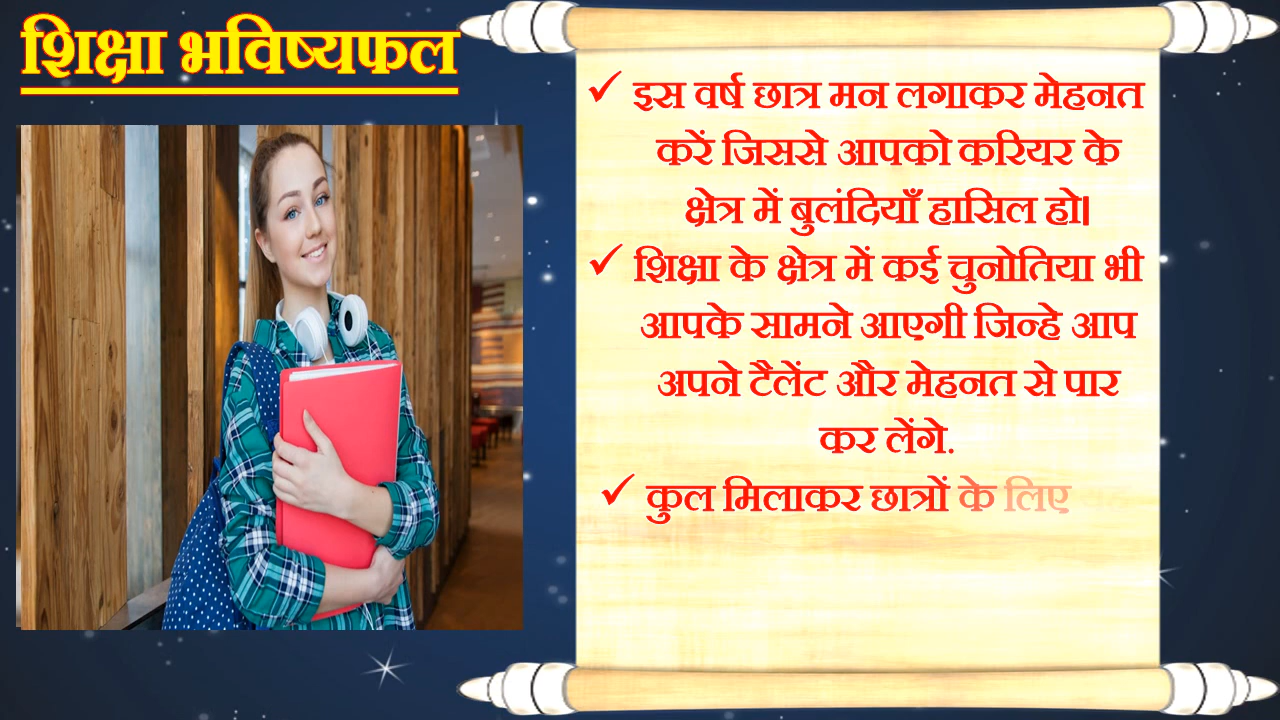 शिक्षा भविष्यफल
✓ इस वर्ष छात्र मन लगाकर मेहनत
करें जिससे आपको करियर के
क्षेत्र में बुलंदियाँ हासिल हो।
✓ शिक्षा के क्षेत्र में कई चुनोतिया भी
आपके सामने आएगी जिन्हे आप
अपने टैलेंट और मेहनत से पार
कर लेंगे.
✓ कुल मिलाकर छात्रों के लिए